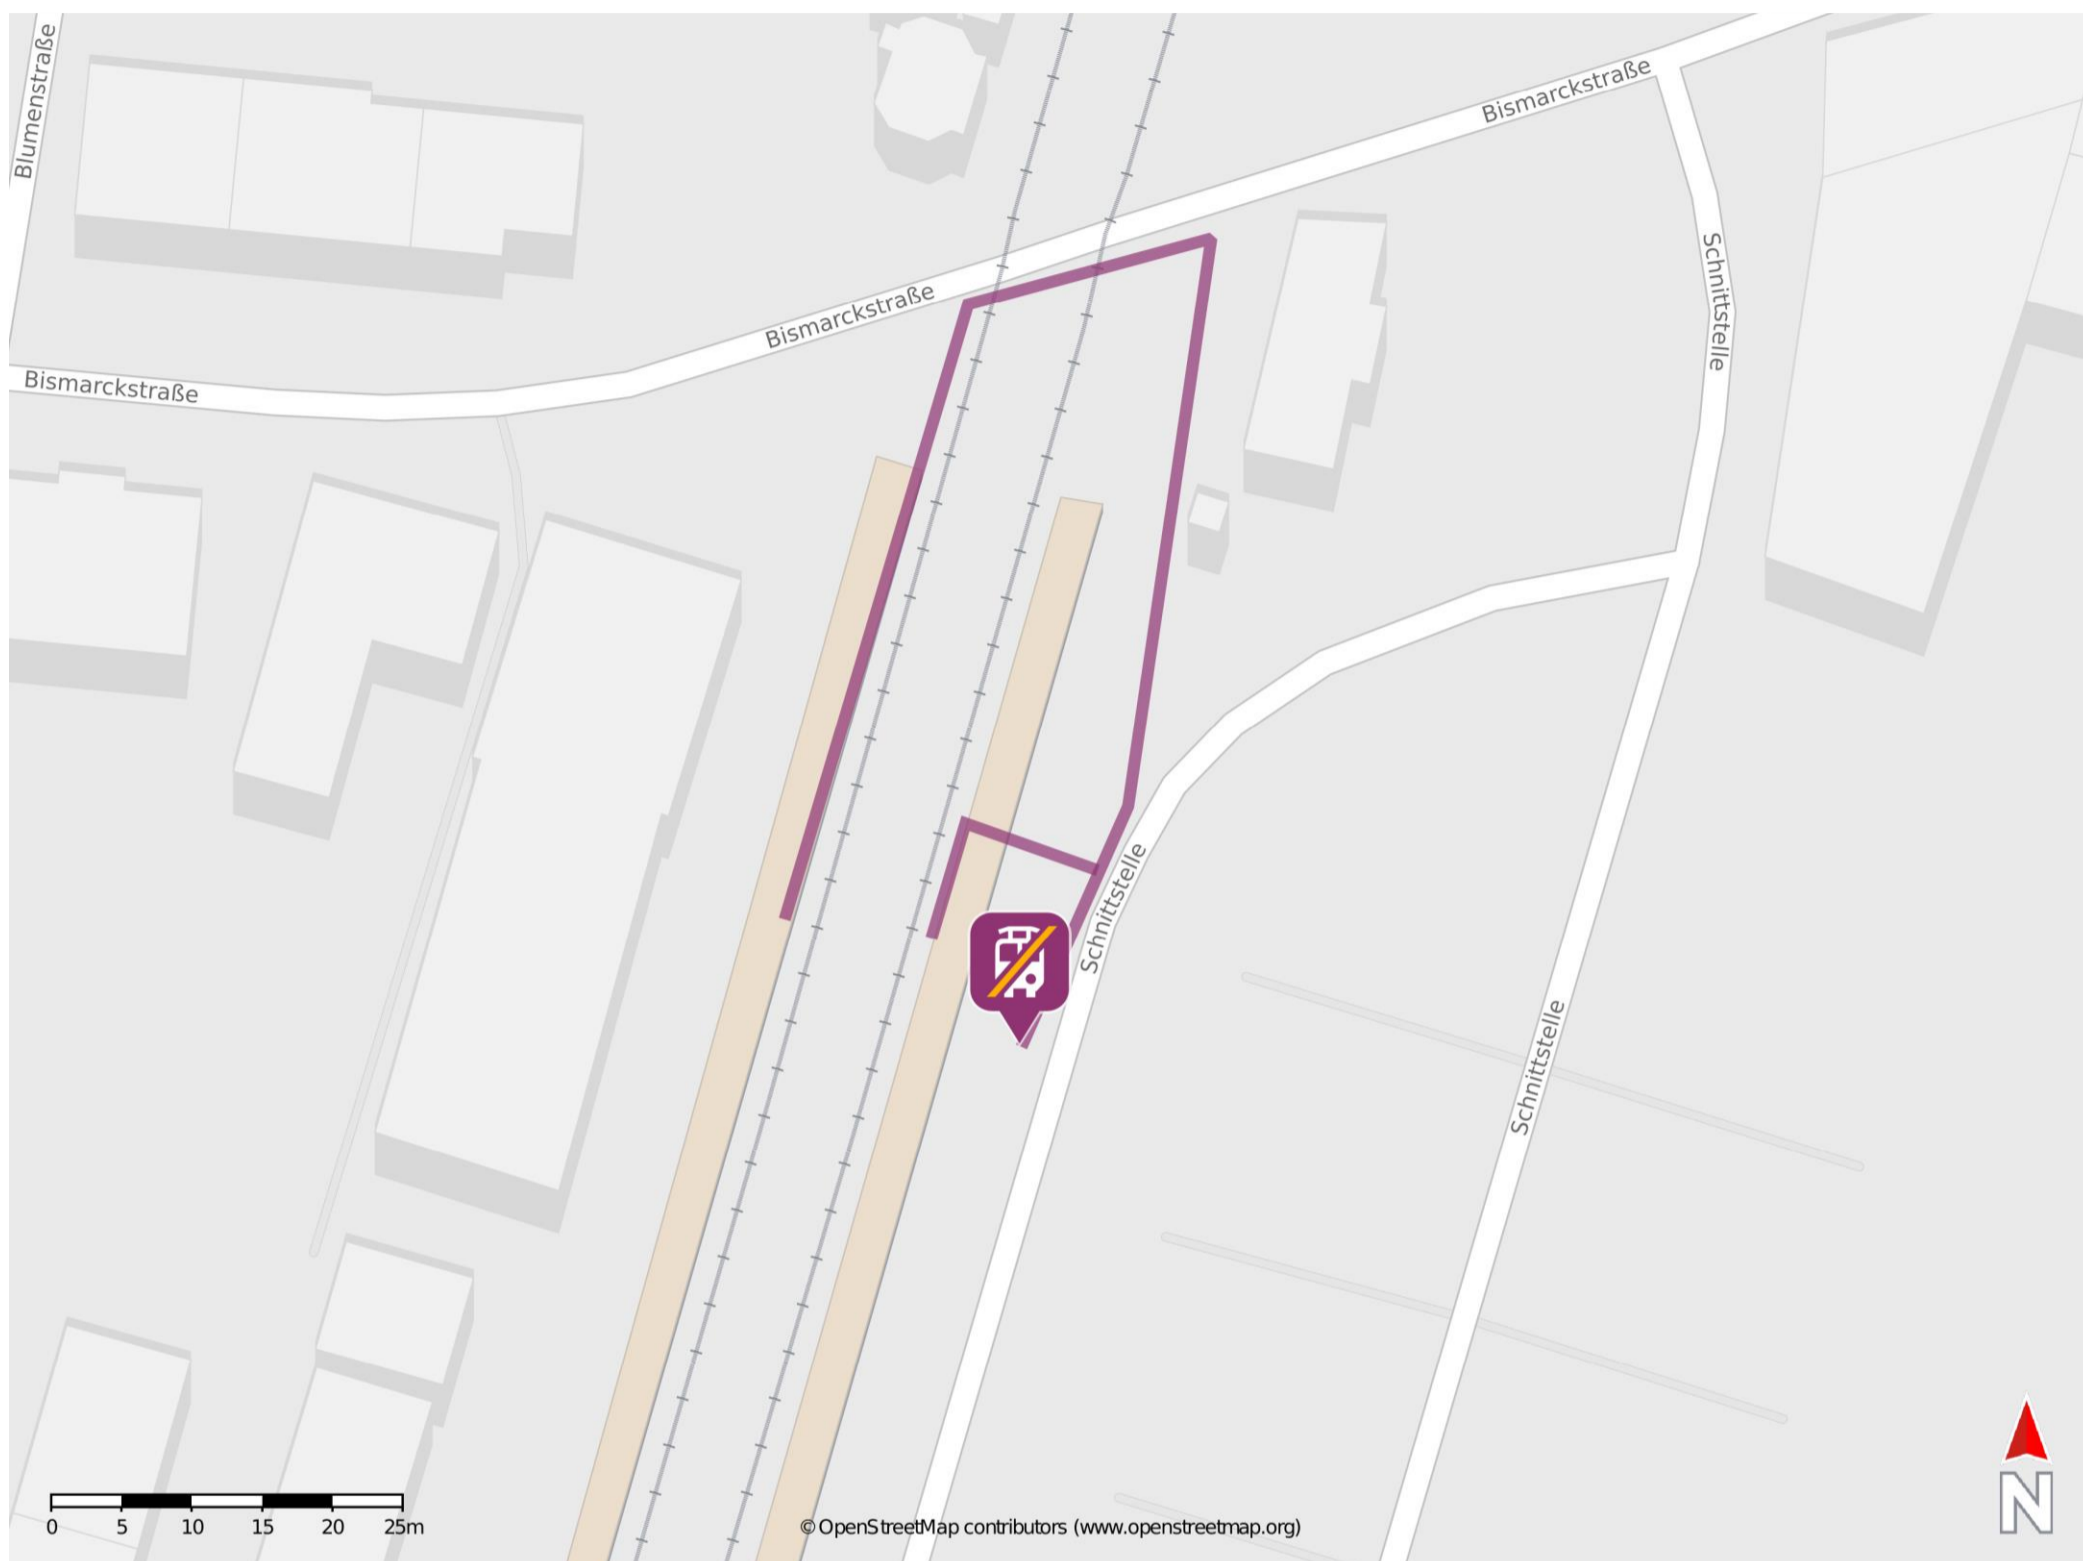 Blumenstraße
Bismarckstraße
Bismarckstraße
Bismarckstraße
Schnittstelle
Schnittstelle
Schnittstelle
0 5 10 15 20 25m
© OpenStreetMap contributors (www.openstreetmap.org)
N